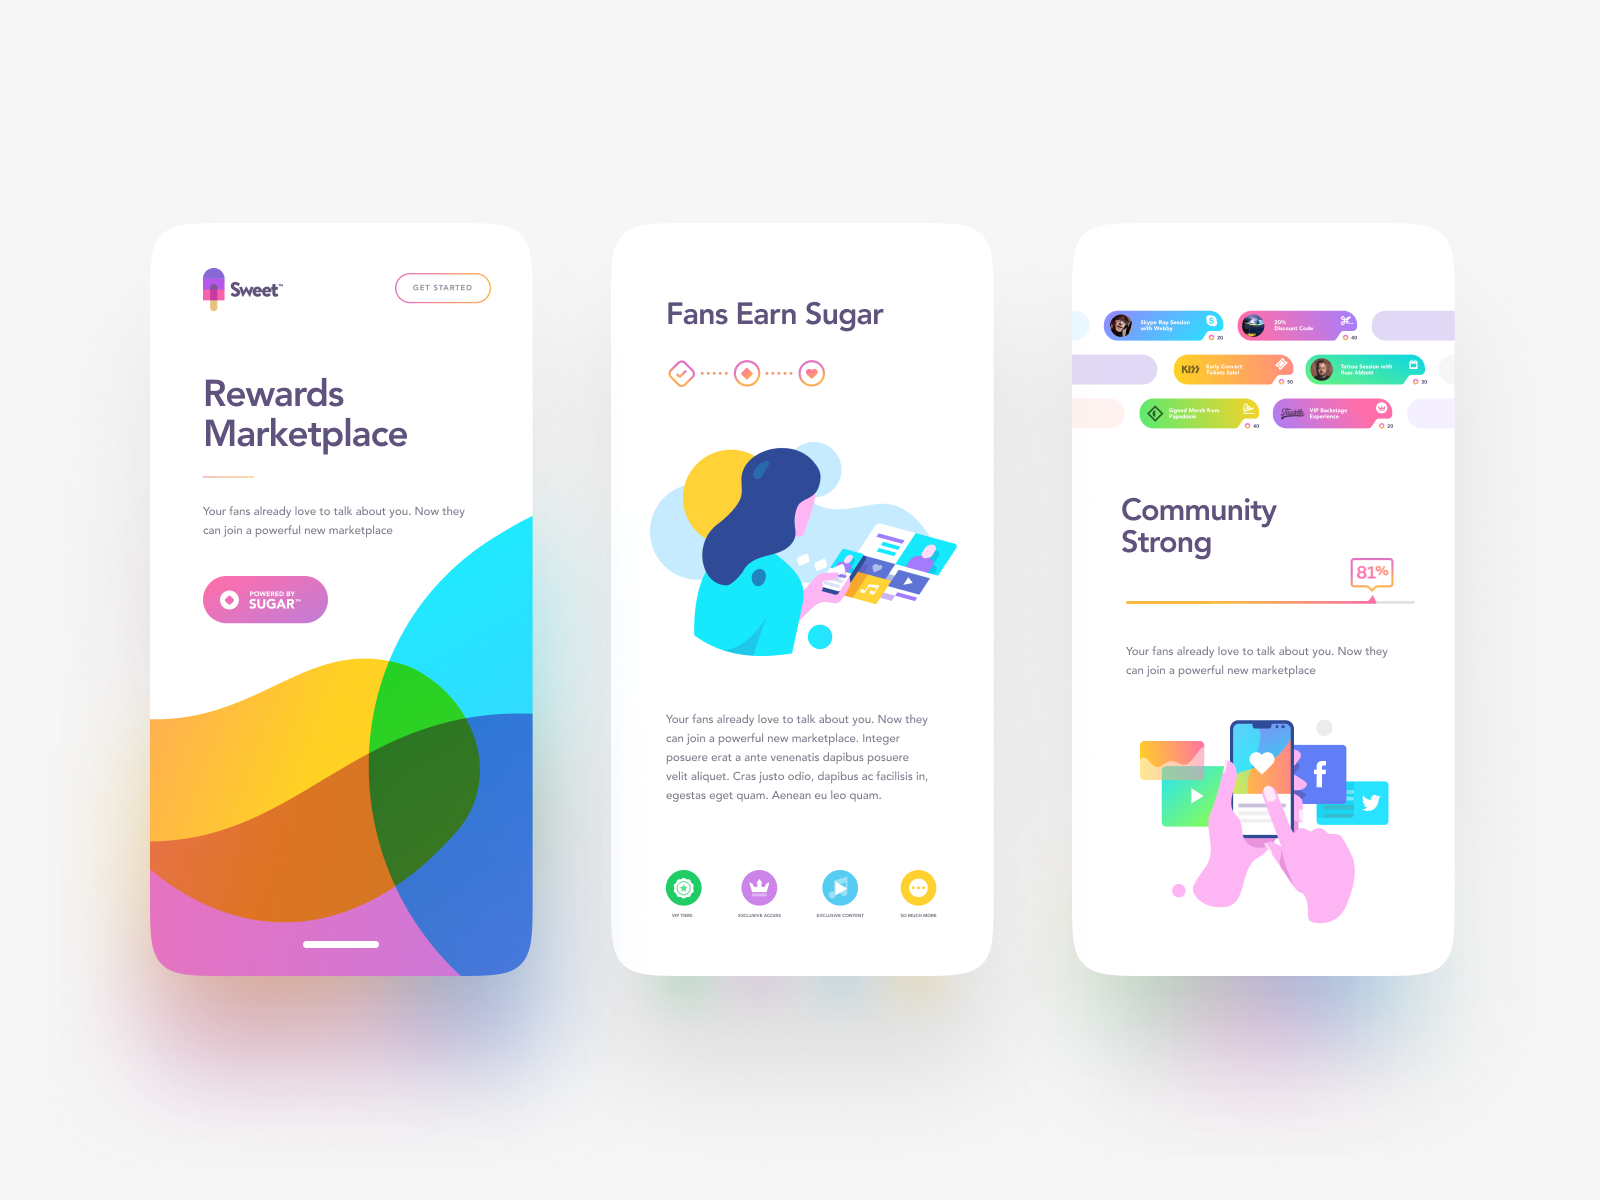 Sweet™
GET STARTED
Rewards
Marketplace
Your fans already love to talk about you. Now they
can join a powerful new marketplace
POWERED BY
SUGAR™
Fans Earn Sugar
Your fans already love to talk about you. Now they
can join a powerful new marketplace. Integer
posuere erat a ante venenatis dapibus posuere
velit aliquet. Cras justo odio, dapibus ac facilisis in,
egestas eget quam. Aenean eu leo quam.
VIP ITEMS
EXCLUSIVE ACCESS
EXCLUSIVE CONTENT
SO MUCH MORE
Skype Rap Session
with Webby
20
20%
Discount Code
40
KISS
Early Concert
Tickets Sale!
50
Tattoo Session with
Russ Abbott
30
Signed Merch from
Papadosio
40
VIP Backstage
Experience
20
Community
Strong
81%
Your fans already love to talk about you. Now they
can join a powerful new marketplace